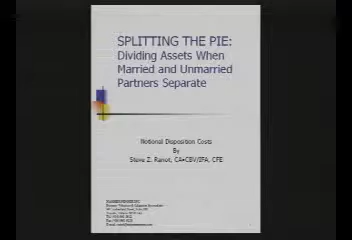 SPLITTING THE PIE:
Dividing Assets When
Married and Unmarried
Partners Separate
Notional Disposition Costs
By
Steve Z. Ranot, CA•CBV/IFA, CFE